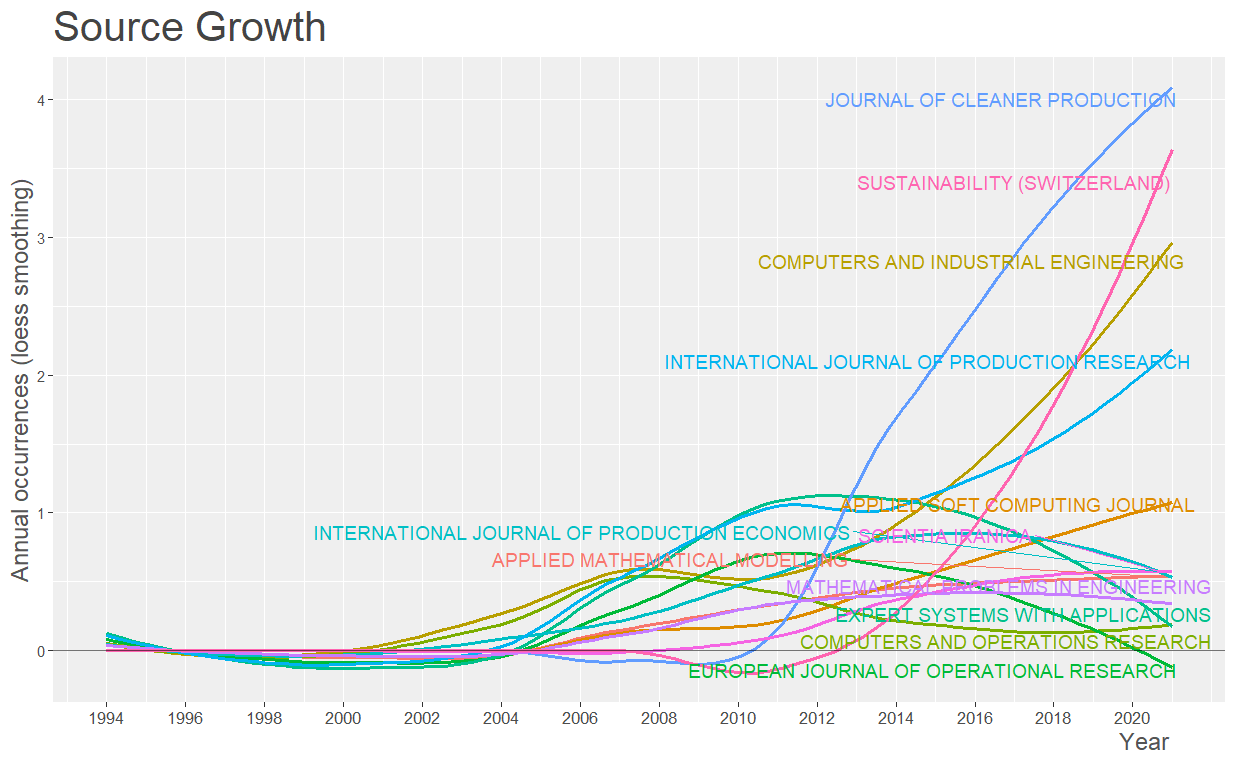 Source Growth
Annual occurrences (loess smoothing)
4
3
2
1
0
JOURNAL OF CLEANER PRODUCTION
SUSTAINABILITY (SWITZERLAND)
COMPUTERS AND INDUSTRIAL ENGINEERING
INTERNATIONAL JOURNAL OF PRODUCTION RESEARCH
APPLIED SOFT COMPUTING JOURNAL
INTERNATIONAL JOURNAL OF PRODUCTION ECONOMICS
SCIENTIA IRANICA
APPLIED MATHEMATICAL MODELLING
MATHEMATICAL PROBLEMS IN ENGINEERING
EXPERT SYSTEMS WITH APPLICATIONS
COMPUTERS AND OPERATIONS RESEARCH
EUROPEAN JOURNAL OF OPERATIONAL RESEARCH
1994 1996 1998 2000 2002 2004 2006 2008 2010 2012 2014 2016 2018 2020
Year